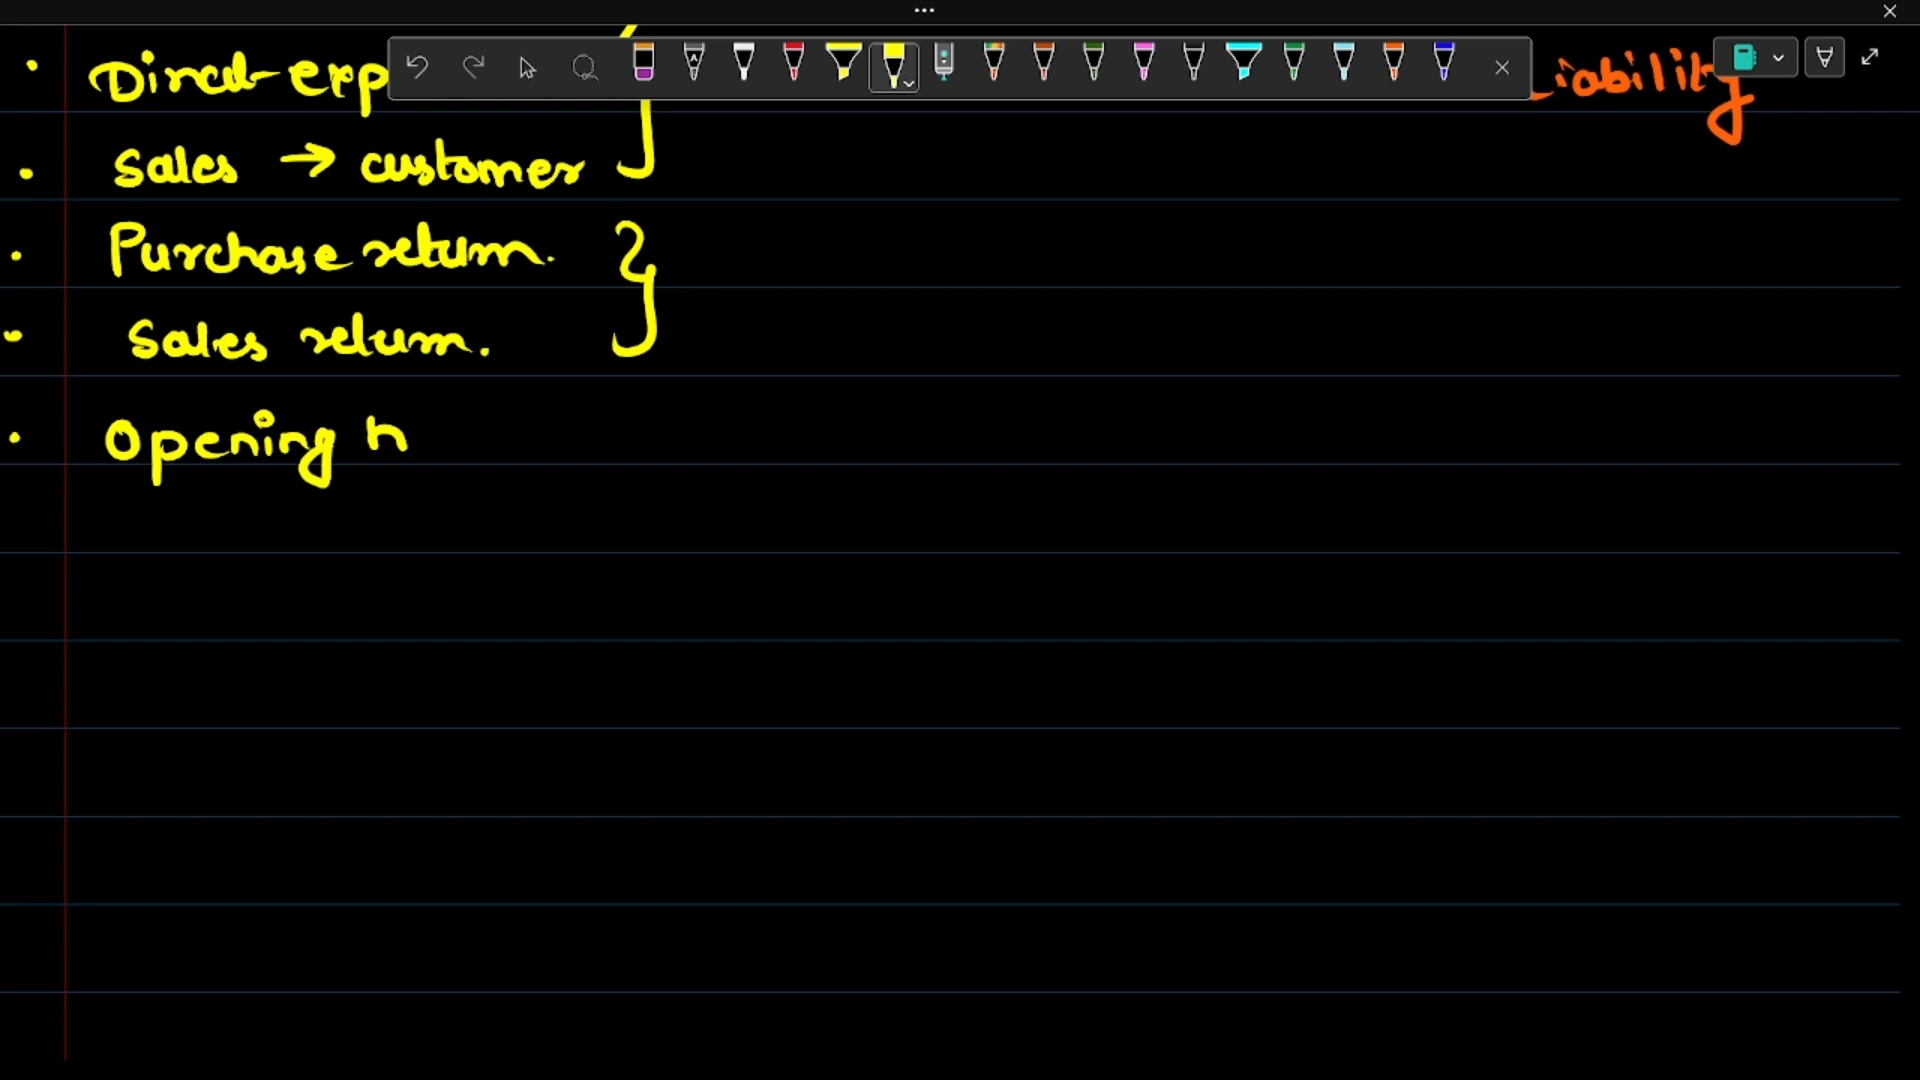 . Direct-exp
iability
. Sales → customer
. Purchase return.
- Sales return.
. Opening n